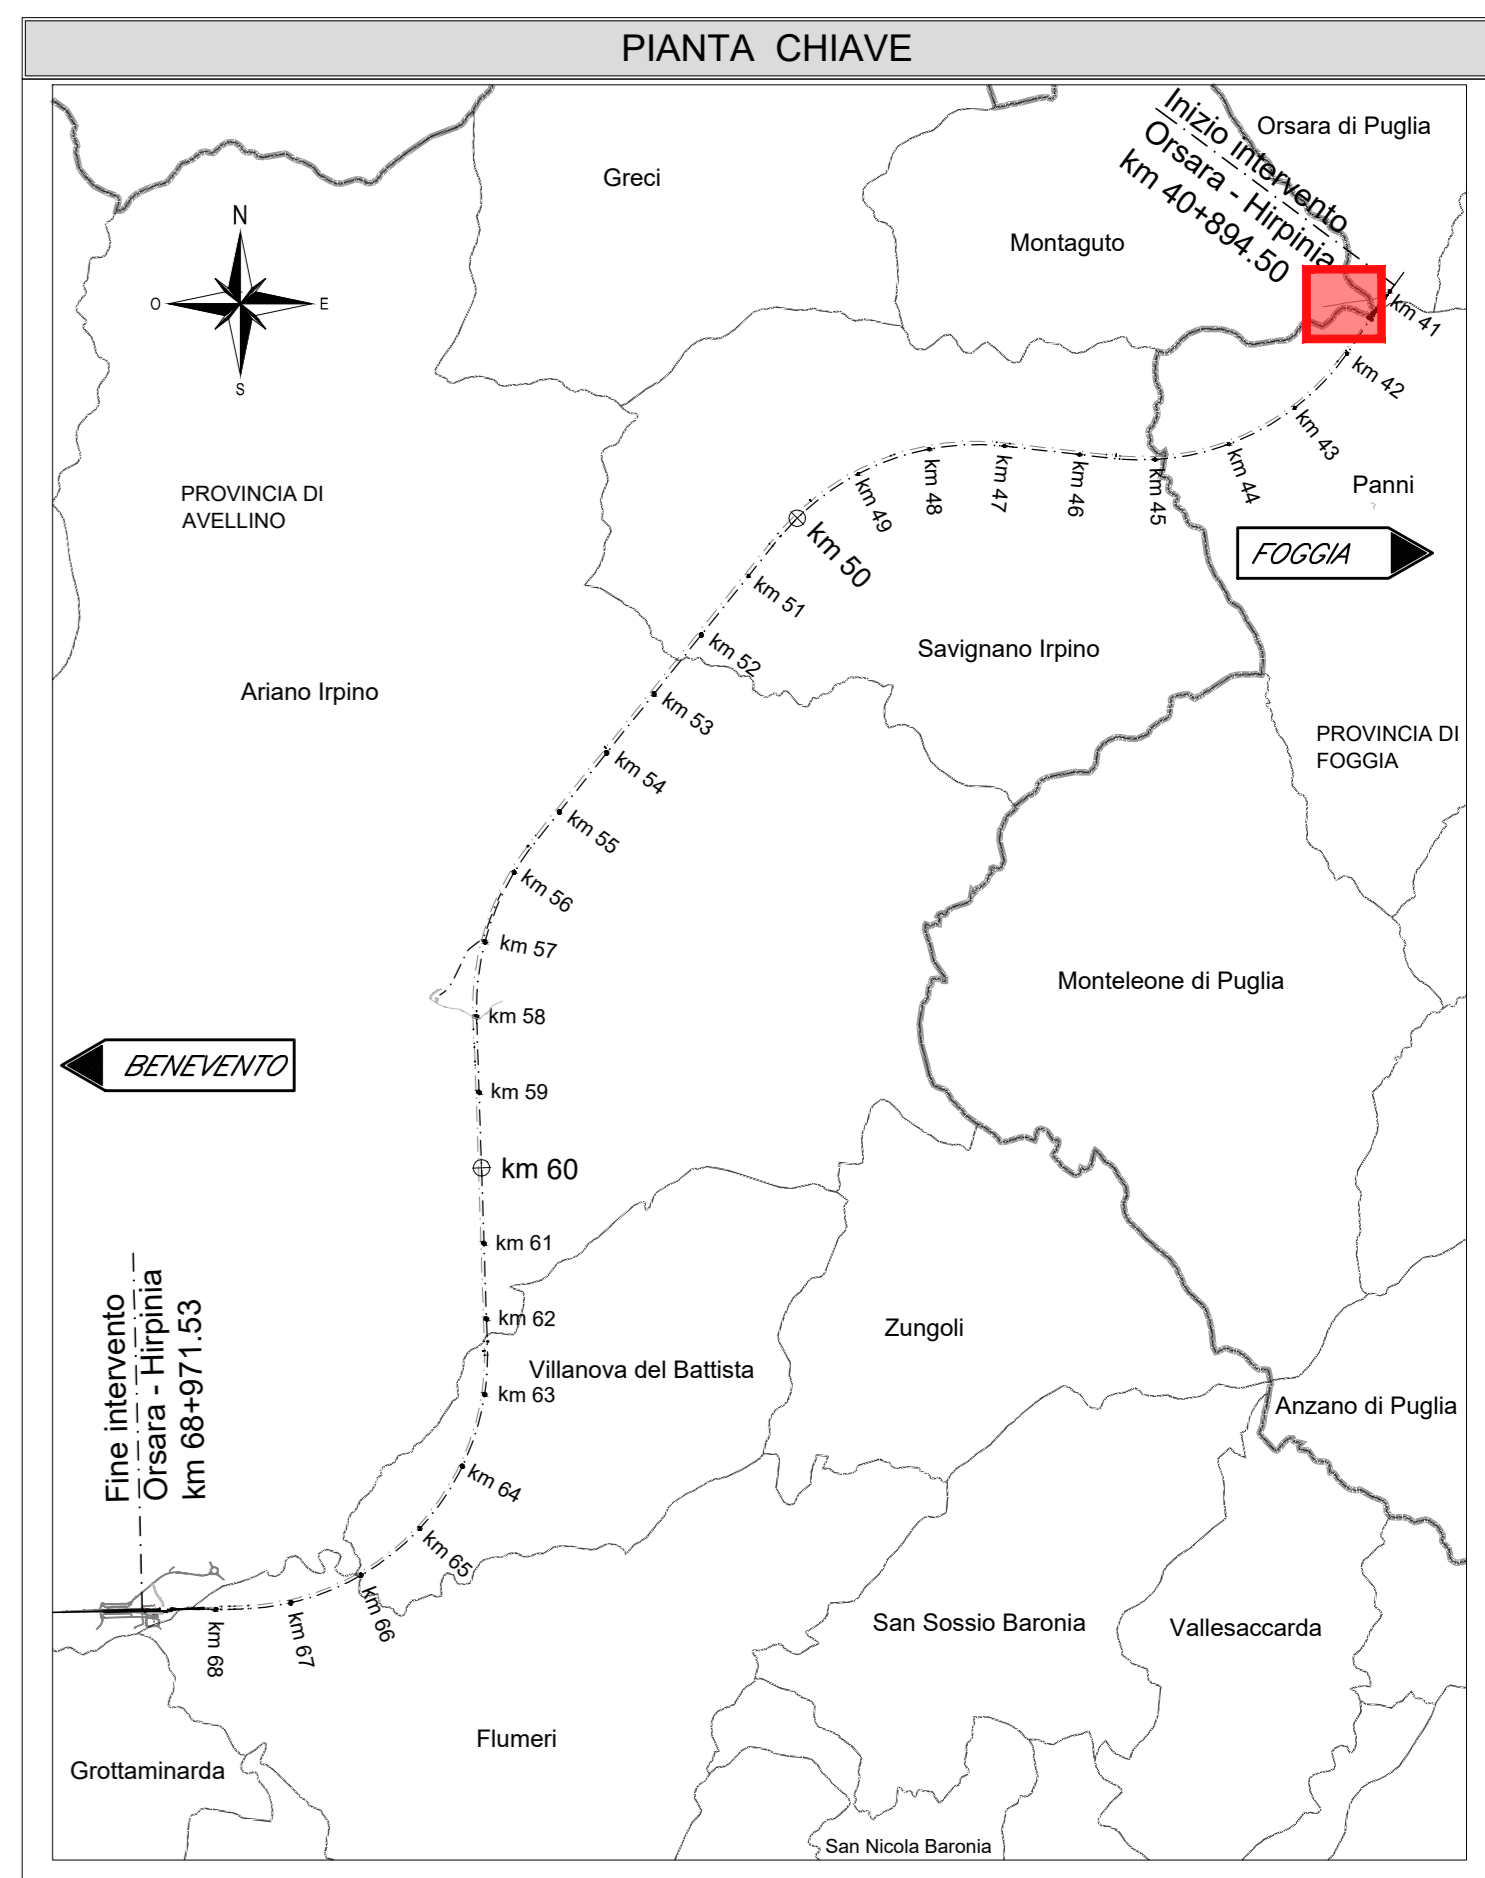 PIANTA CHIAVE
Inizio intervento
Orsara - Hirpinia
km 40+894.50
Orsara di Puglia
Greci
Montaguto
N
O
E
S
km 41
km 42
km 43
km 44
km 45
km 46
km 47
km 48
km 49
km 50
Panni
PROVINCIA DI
AVELLINO
FOGGIA
km 51
km 52
km 53
Savignano Irpino
Ariano Irpino
PROVINCIA DI
FOGGIA
km 54
km 55
km 56
km 57
km 58
Monteleone di Puglia
BENEVENTO
km 59
km 60
km 61
km 62
km 63
Fine intervento
Orsara - Hirpinia
km 68+971.53
Villanova del Battista
Zungoli
Anzano di Puglia
km 64
km 65
km 66
km 67
km 68
San Sossio Baronia
Vallesaccarda
Flumeri
Grottaminarda
San Nicola Baronia